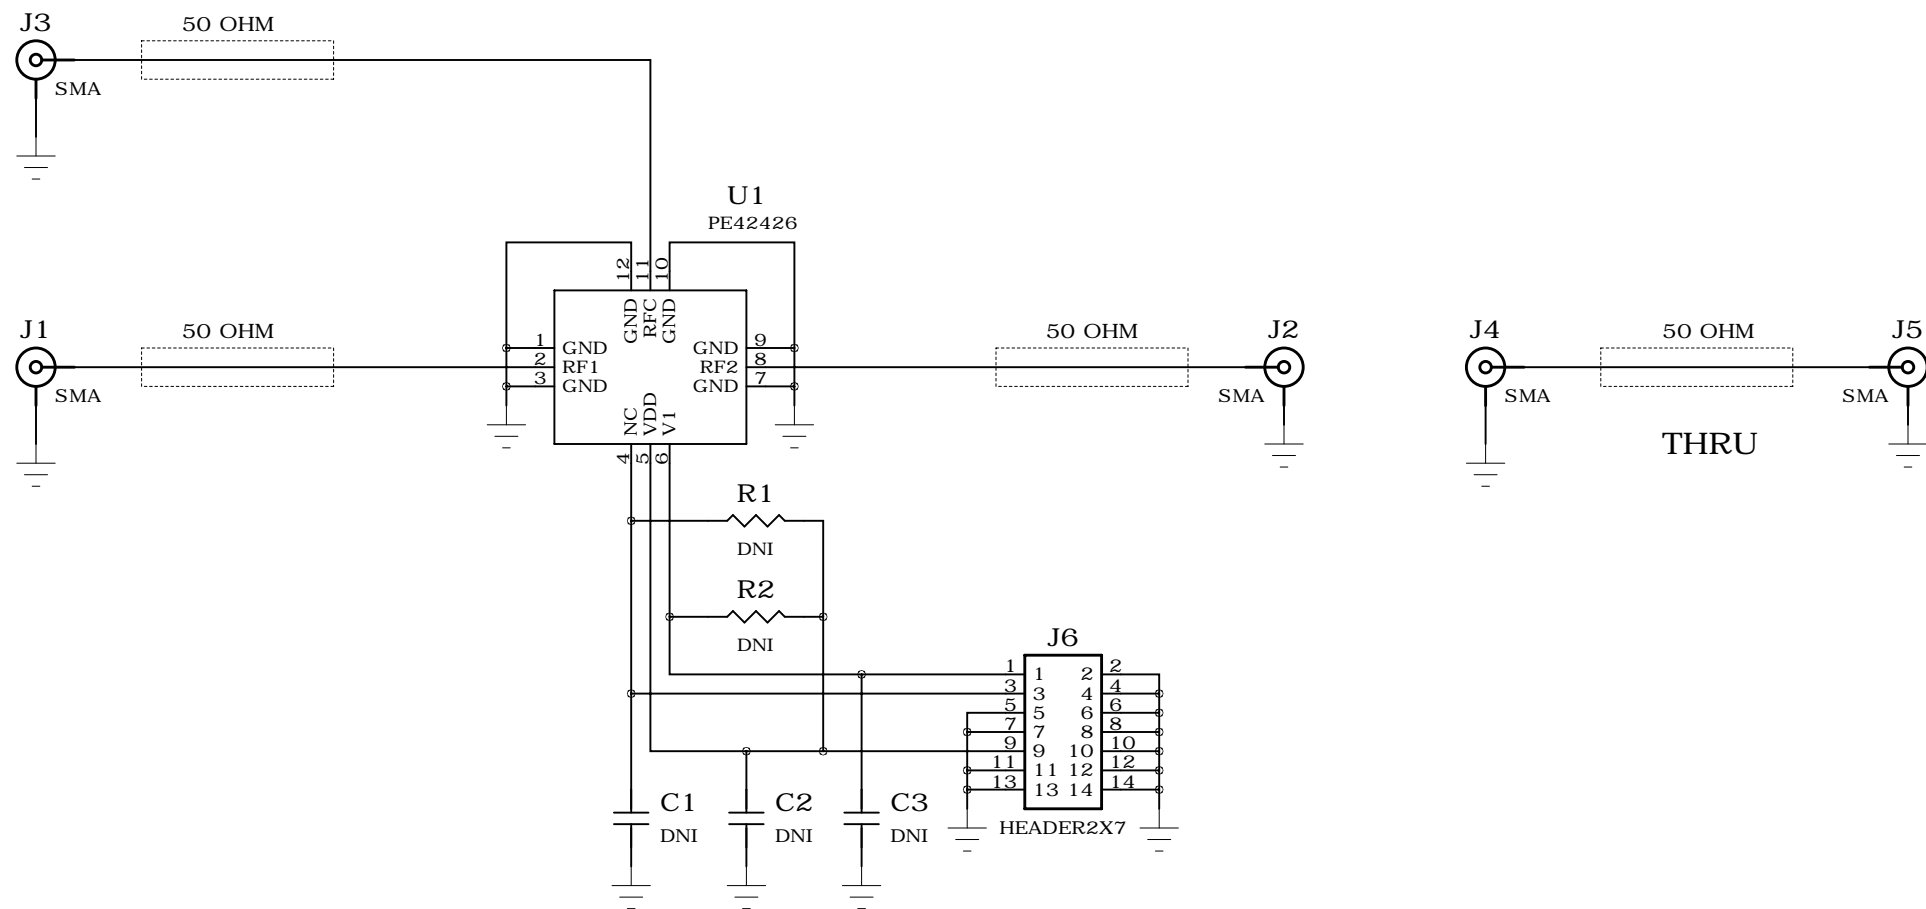 J3
50 OHM
SMA
U1
PE42426
12
11
10
GND
RFC
GND
J1
50 OHM
SMA
1
GND
2
RF1
3
GND
GND
9
RF2
8
GND
7
NC
VDD
V1
4
5
6
50 OHM
J2
SMA
J4
50 OHM
J5
SMA
SMA
THRU
R1
DNI
R2
DNI
J6
1 1 2 2
3 3 4 4
5 5 6 6
7 7 8 8
9 9 10 10
11 11 12 12
13 13 14 14
HEADER2X7
C1
DNI
C2
DNI
C3
DNI